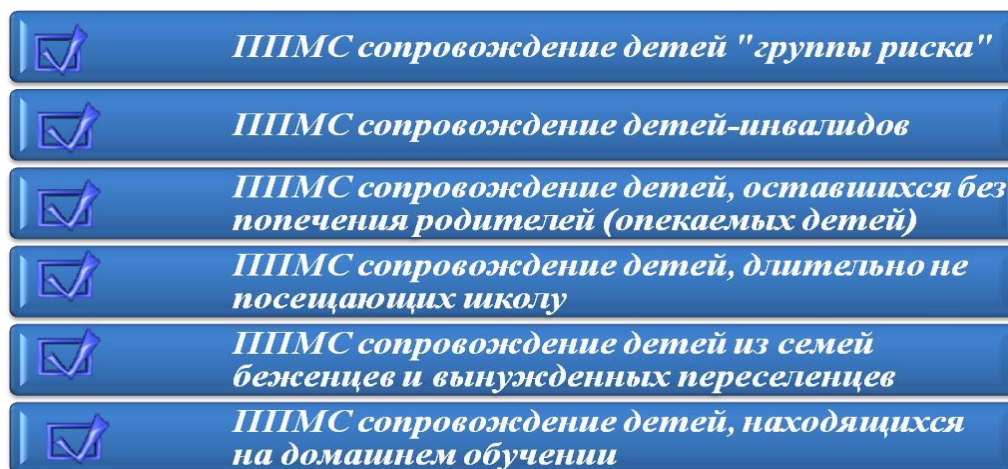 ППМС сопровождение детей "группы риска"
ППМС сопровождение детей-инвалидов
ППМС сопровождение детей, оставшихся без
попечения родителей (опекаемых детей)
ППМС сопровождение детей, длительно не
посещающих школу
ППМС сопровождение детей из семей
беженцев и вынужденных переселенцев
ППМС сопровождение детей, находящихся
на домашнем обучении